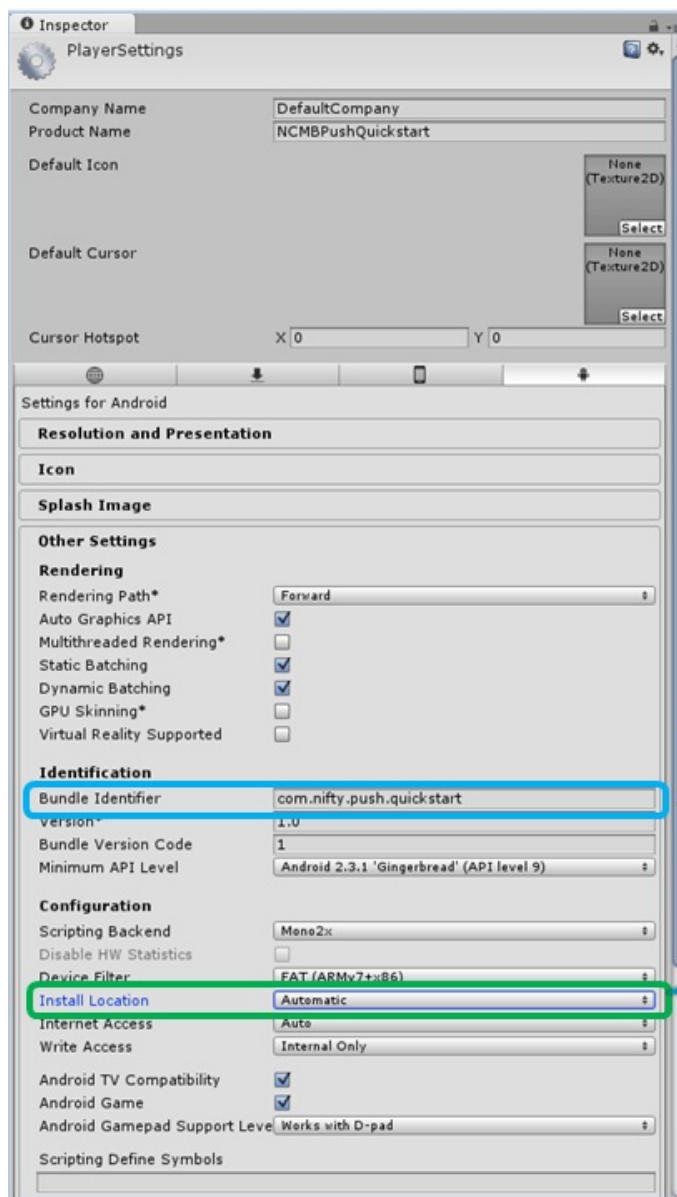 Inspector
PlayerSettings
Company Name DefaultCompany
Product Name NCMBPushQuickstart
Default Icon None
(Texture2D)
Select
Default Cursor None
(Texture2D)
Select
Cursor Hotspot X 0 Y 0
Settings for Android
Resolution and Presentation
Icon
Splash Image
Other Settings
Rendering
Rendering Path* Forward
Auto Graphics API
Multithreaded Rendering*
Static Batching
Dynamic Batching
GPU Skinning*
Virtual Reality Supported
Identification
Bundle Identifier com.nifty.push.quickstart
Version* 1.0
Bundle Version Code 1
Minimum API Level Android 2.3.1 'Gingerbread' (API level 9)
Configuration
Scripting Backend Mono2x
Disable HW Statistics
Device Filter FAT (ARMv7+x86)
Install Location Automatic
Internet Access Auto
Write Access Internal Only
Android TV Compatibility
Android Game
Android Gamepad Support Leve Works with D-pad
Scripting Define Symbols